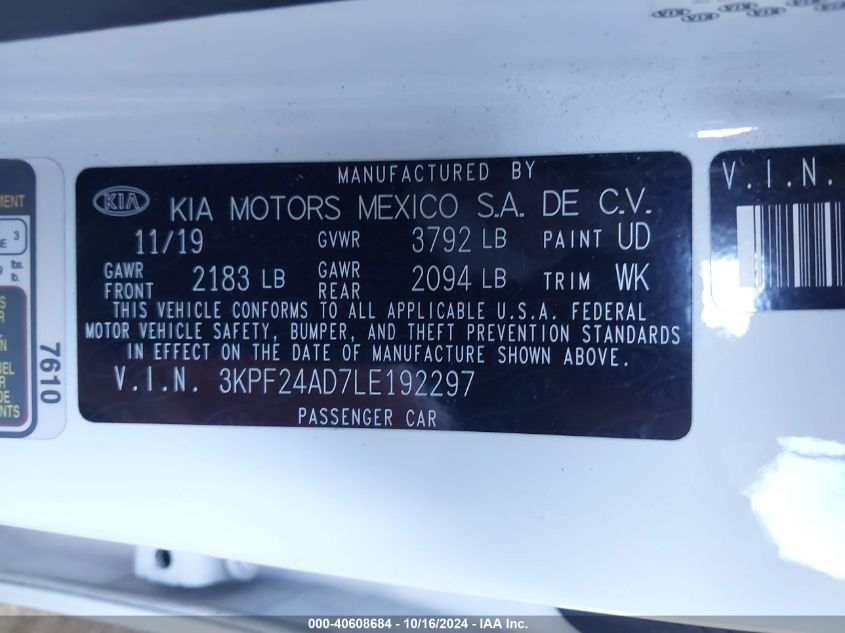 MANUFACTURED BY
KIA KIA MOTORS MEXICO S.A. DE C.V.
11/19 GVWR 3792 LB PAINT UD
GAWR FRONT 2183 LB GAWR REAR 2094 LB TRIM WK
THIS VEHICLE CONFORMS TO ALL APPLICABLE U.S.A. FEDERAL
MOTOR VEHICLE SAFETY, BUMPER, AND THEFT PREVENTION STANDARDS
IN EFFECT ON THE DATE OF MANUFACTURE SHOWN ABOVE.
V.I.N. 3KPF24AD7LE192297
PASSENGER CAR
V.I.N.
7610
000-40608684 - 10/16/2024 - IAA Inc.